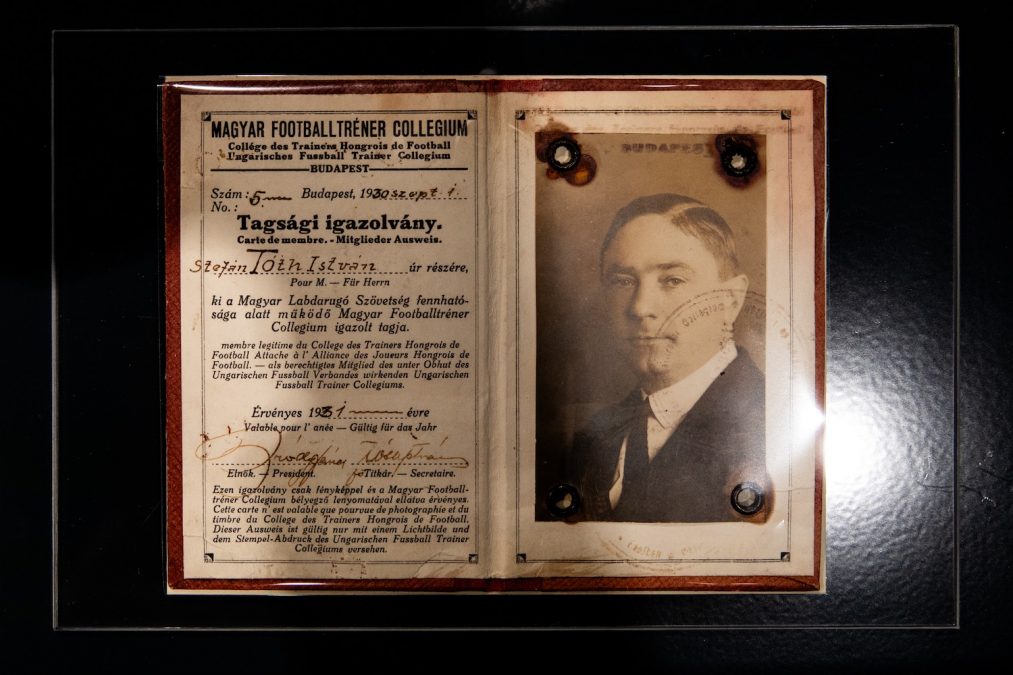 MAGYAR FOOTBALLTRÉNER COLLEGIUM
Collége des Trainers Hongrois de Football
Ungarisches Fussball Trainer Collegium
BUDAPEST
Szám: 5 Budapest, 1930 szept 1.
No.:
Tagsági igazolvány.
Carte de membre. - Mitglieder Ausweis.
Stefan Tóth István úr részére,
Pour M. — Für Herrn
ki a Magyar Labdarugó Szövetség fennható-
sága alatt működő Magyar Footballtréner
Collegium igazolt tagja.
membre legitime du College des Trainers Hongrois de
Football Attache à l' Alliance des Joueurs Hongrois de
Football. — als berechtigtes Mitglied des unter Obhut des
Ungarischen Fussball Verbandes wirkenden Ungarischen
Fussball Trainer Collegiums.
Érvényes 1931 évre
Valable pour l' anée — Gültig für das Jahr
Elnök. — President. Titkár. — Secretaire.
Ezen igazolvány csak fényképpel és a Magyar Football-
tréner Collegium bélyegző lenyomatával ellatva érvényes.
Cette carte n' est valable que pourvue de photographie et du
timbre du College des Trainers Hongrois de Football.
Dieser Ausweis ist gültig nur mit einem Lichtbilde und
dem Stempel-Abdruck des Ungarischen Fussball Trainer
Collegiums versehen.
BUDAPEST